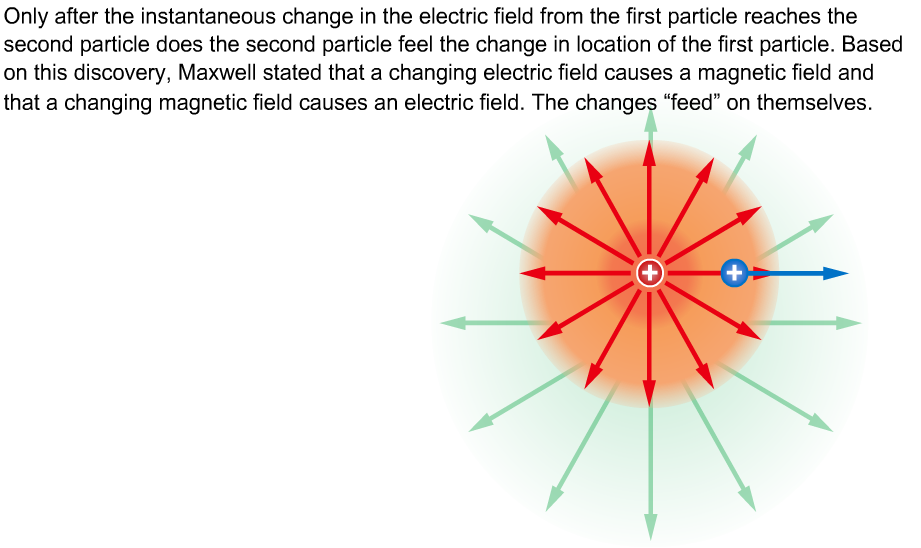 Only after the instantaneous change in the electric field from the first particle reaches the
second particle does the second particle feel the change in location of the first particle. Based
on this discovery, Maxwell stated that a changing electric field causes a magnetic field and
that a changing magnetic field causes an electric field. The changes “feed” on themselves.
+ +